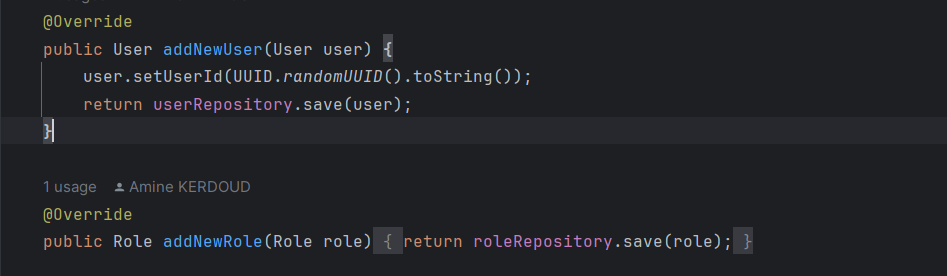 @Override
public User addNewUser(User user) {
    user.setUserId(UUID.randomUUID().toString());
    return userRepository.save(user);
}
1 usage Amine KERDOUD
@Override
public Role addNewRole(Role role) { return roleRepository.save(role); }